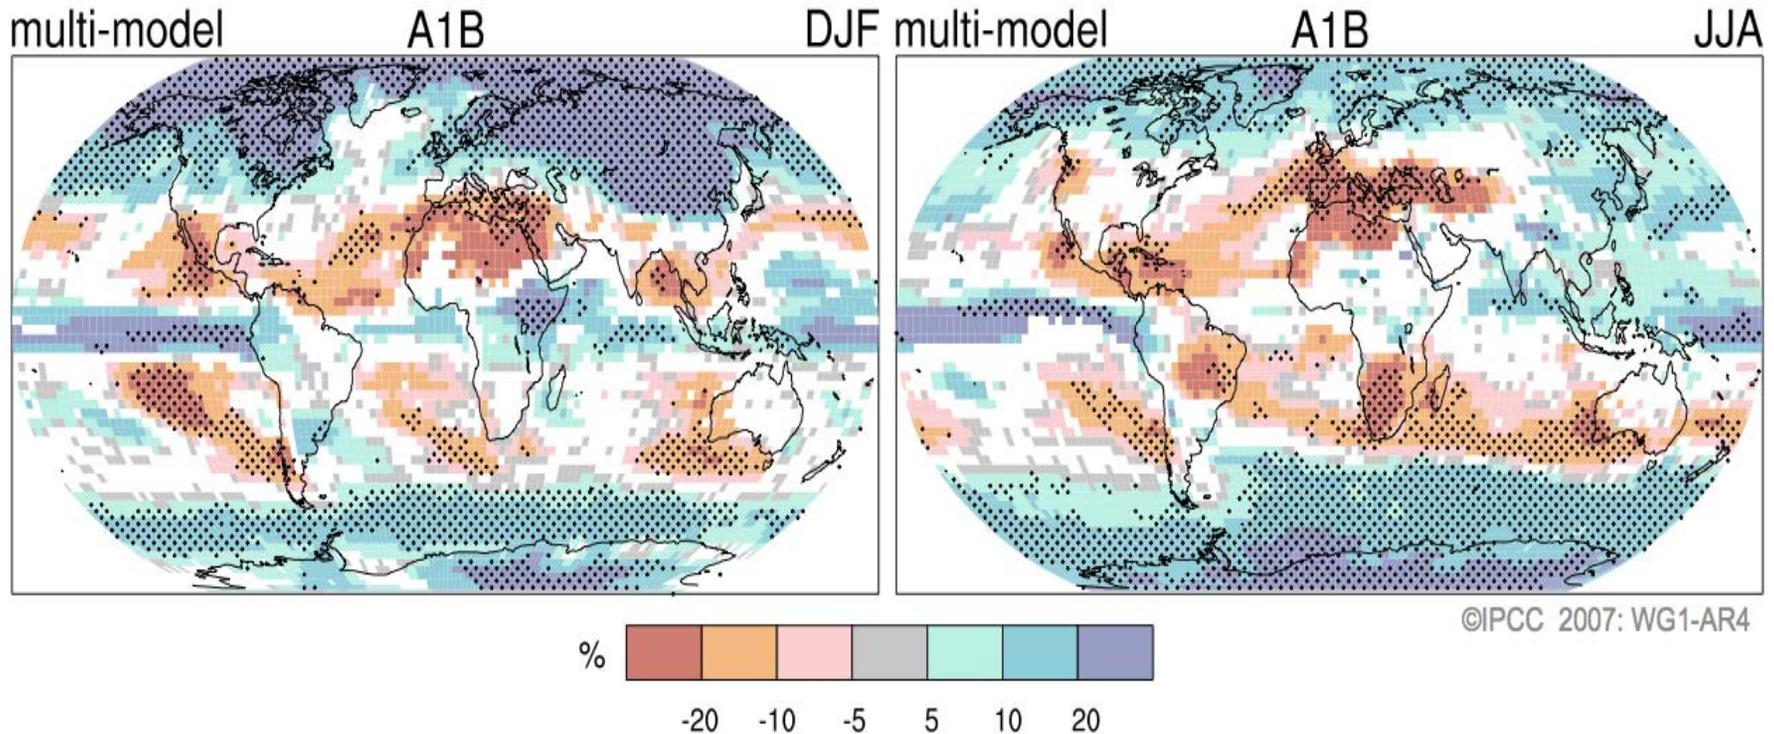 multi-model A1B DJF
multi-model A1B JJA
©IPCC 2007: WG1-AR4
%
-20 -10 -5 5 10 20